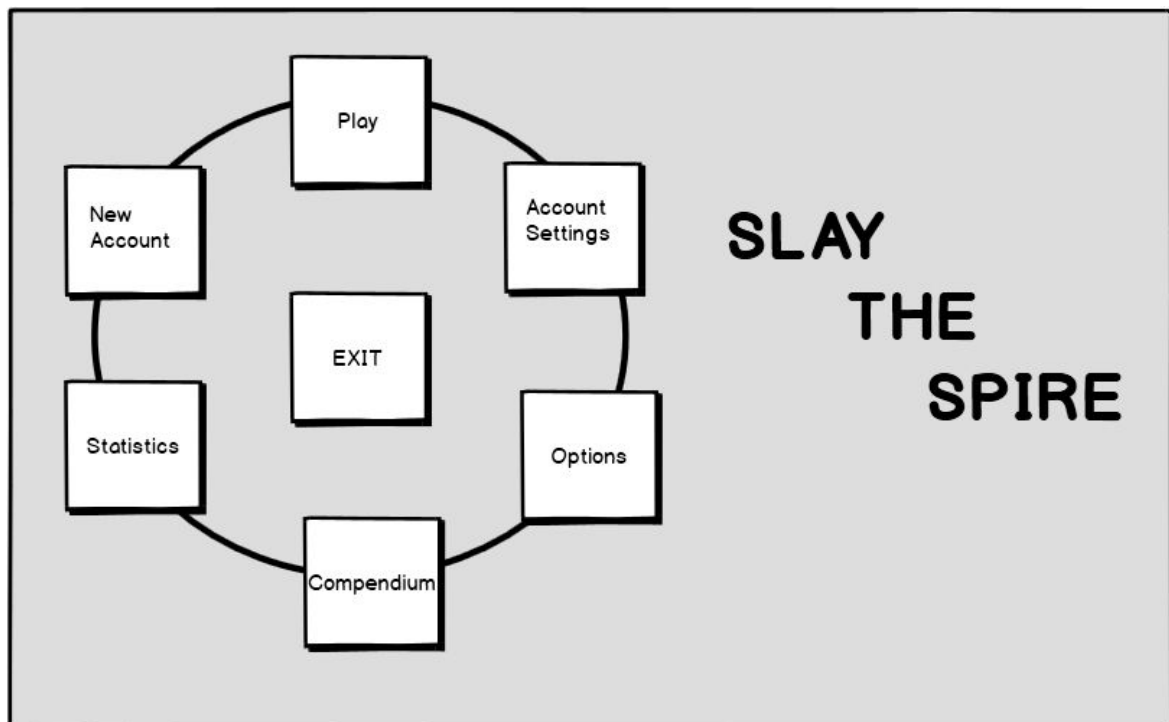 Play
New
Account
Account
Settings
EXIT
Statistics
Options
Compendium
SLAY
THE
SPIRE